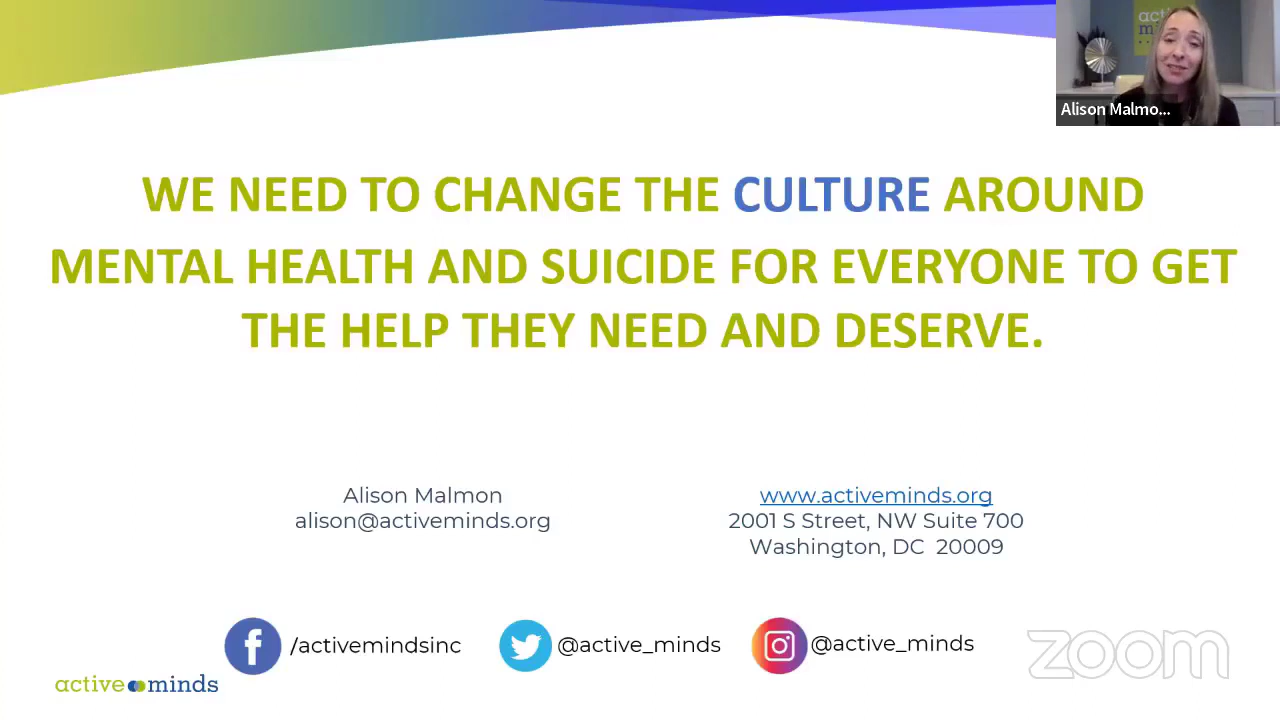 active
Alison Malmo...
WE NEED TO CHANGE THE CULTURE AROUND
MENTAL HEALTH AND SUICIDE FOR EVERYONE TO GET
THE HELP THEY NEED AND DESERVE.
Alison Malmon
alison@activeminds.org
www.activeminds.org
2001 S Street, NW Suite 700
Washington, DC 20009
/activemindsinc
@active_minds
@active_minds
active minds
zoom